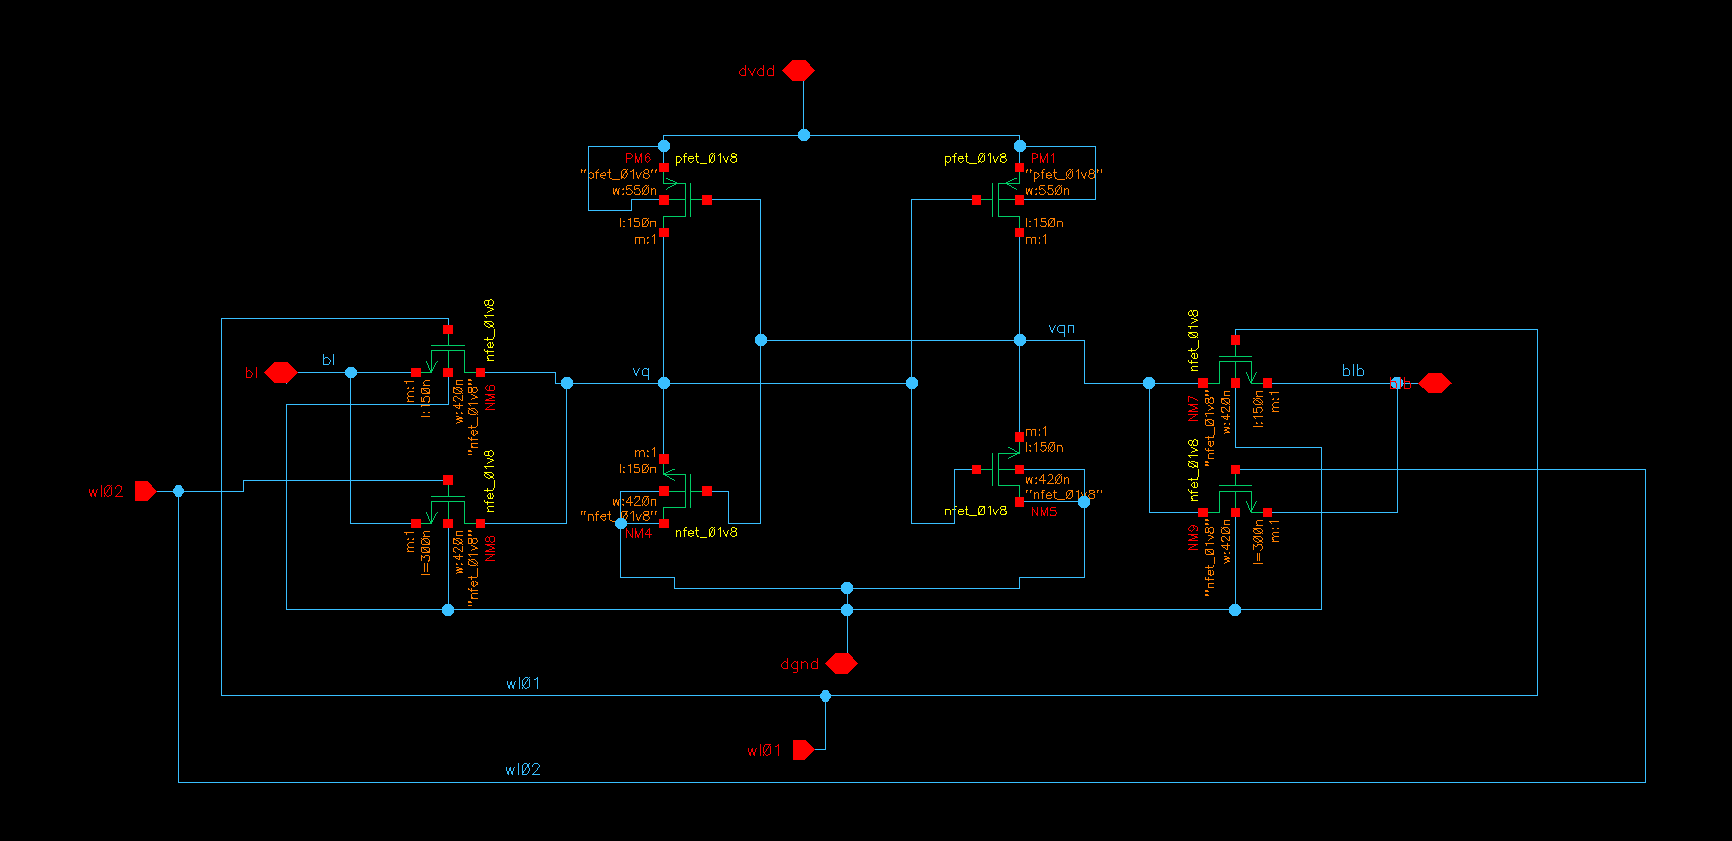 dvdd
PM6
pfet_01v8
"pfet_01v8"
w:550n
l:150n
m:1
pfet_01v8
PM1
"pfet_01v8"
w:550n
l:150n
m:1
bl
bl
nfet_01v8
m:1
l:150n
w:420n
"nfet_01v8"
NM6
vq
vqn
nfet_01v8
NM7
"nfet_01v8"
w:420n
l:150n
m:1
blb
blb
wl02
nfet_01v8
m:1
l=300n
w:420n
"nfet_01v8"
NM8
m:1
l:150n
w:420n
"nfet_01v8"
NM4
nfet_01v8
m:1
l:150n
w:420n
"nfet_01v8"
nfet_01v8
NM5
nfet_01v8
NM9
"nfet_01v8"
w:420n
l=300n
m:1
dgnd
wl01
wl01
wl02